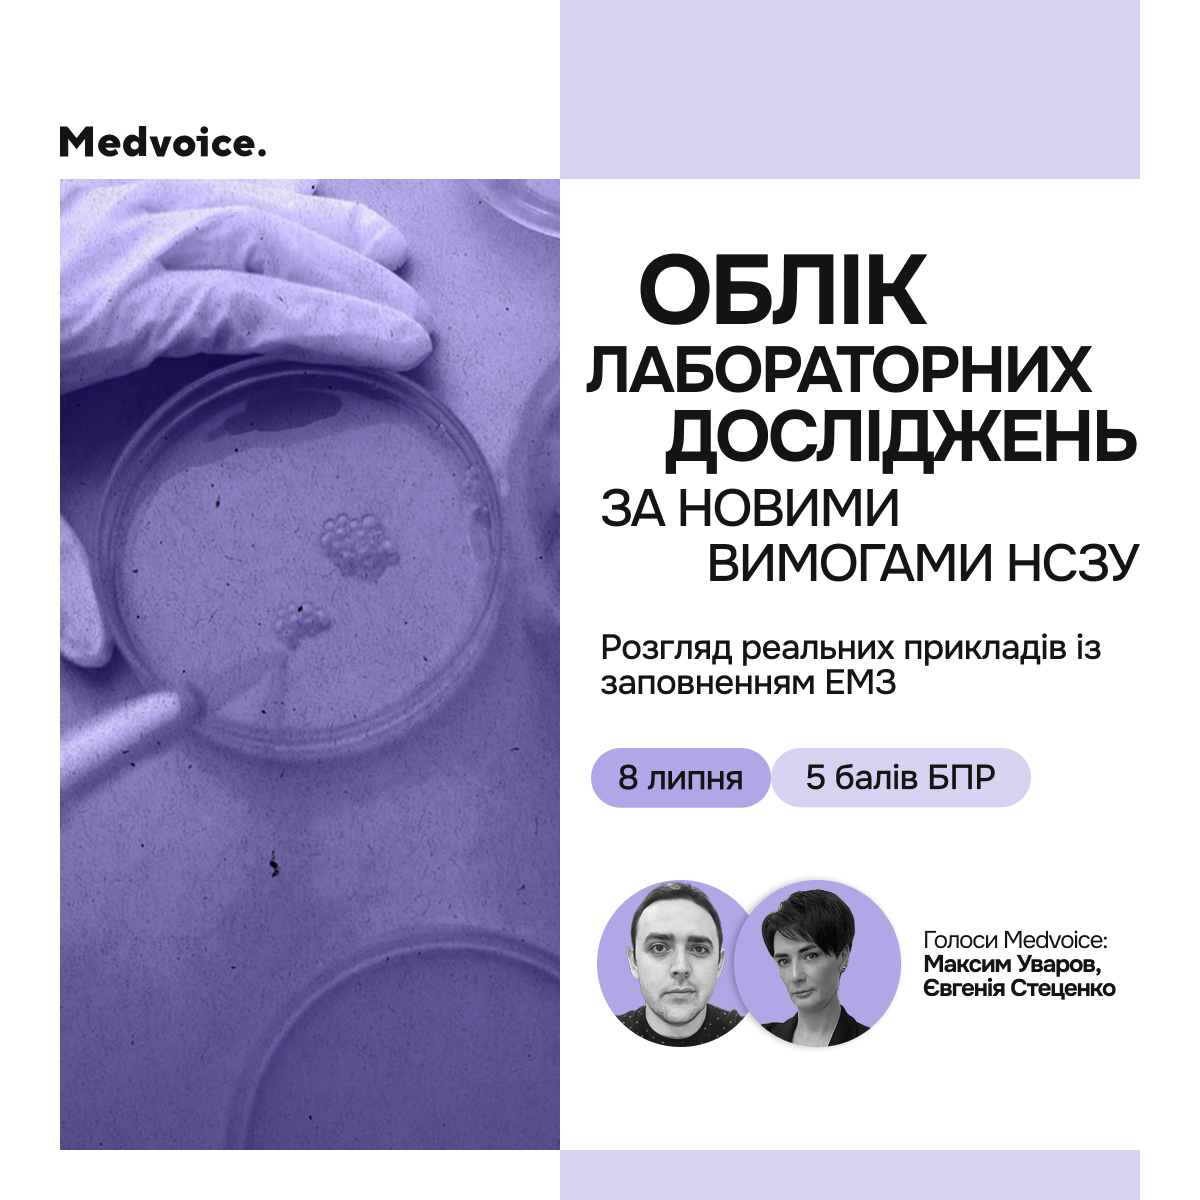 Medvoice.
ОБЛІК
ЛАБОРАТОРНИХ
ДОСЛІДЖЕНЬ
ЗА НОВИМИ
ВИМОГАМИ НСЗУ
Розгляд реальних прикладів із
заповненням ЕМЗ
8 липня
5 балів БПР
Голоси Medvoice:
Максим Уваров,
Євгенія Стеценко